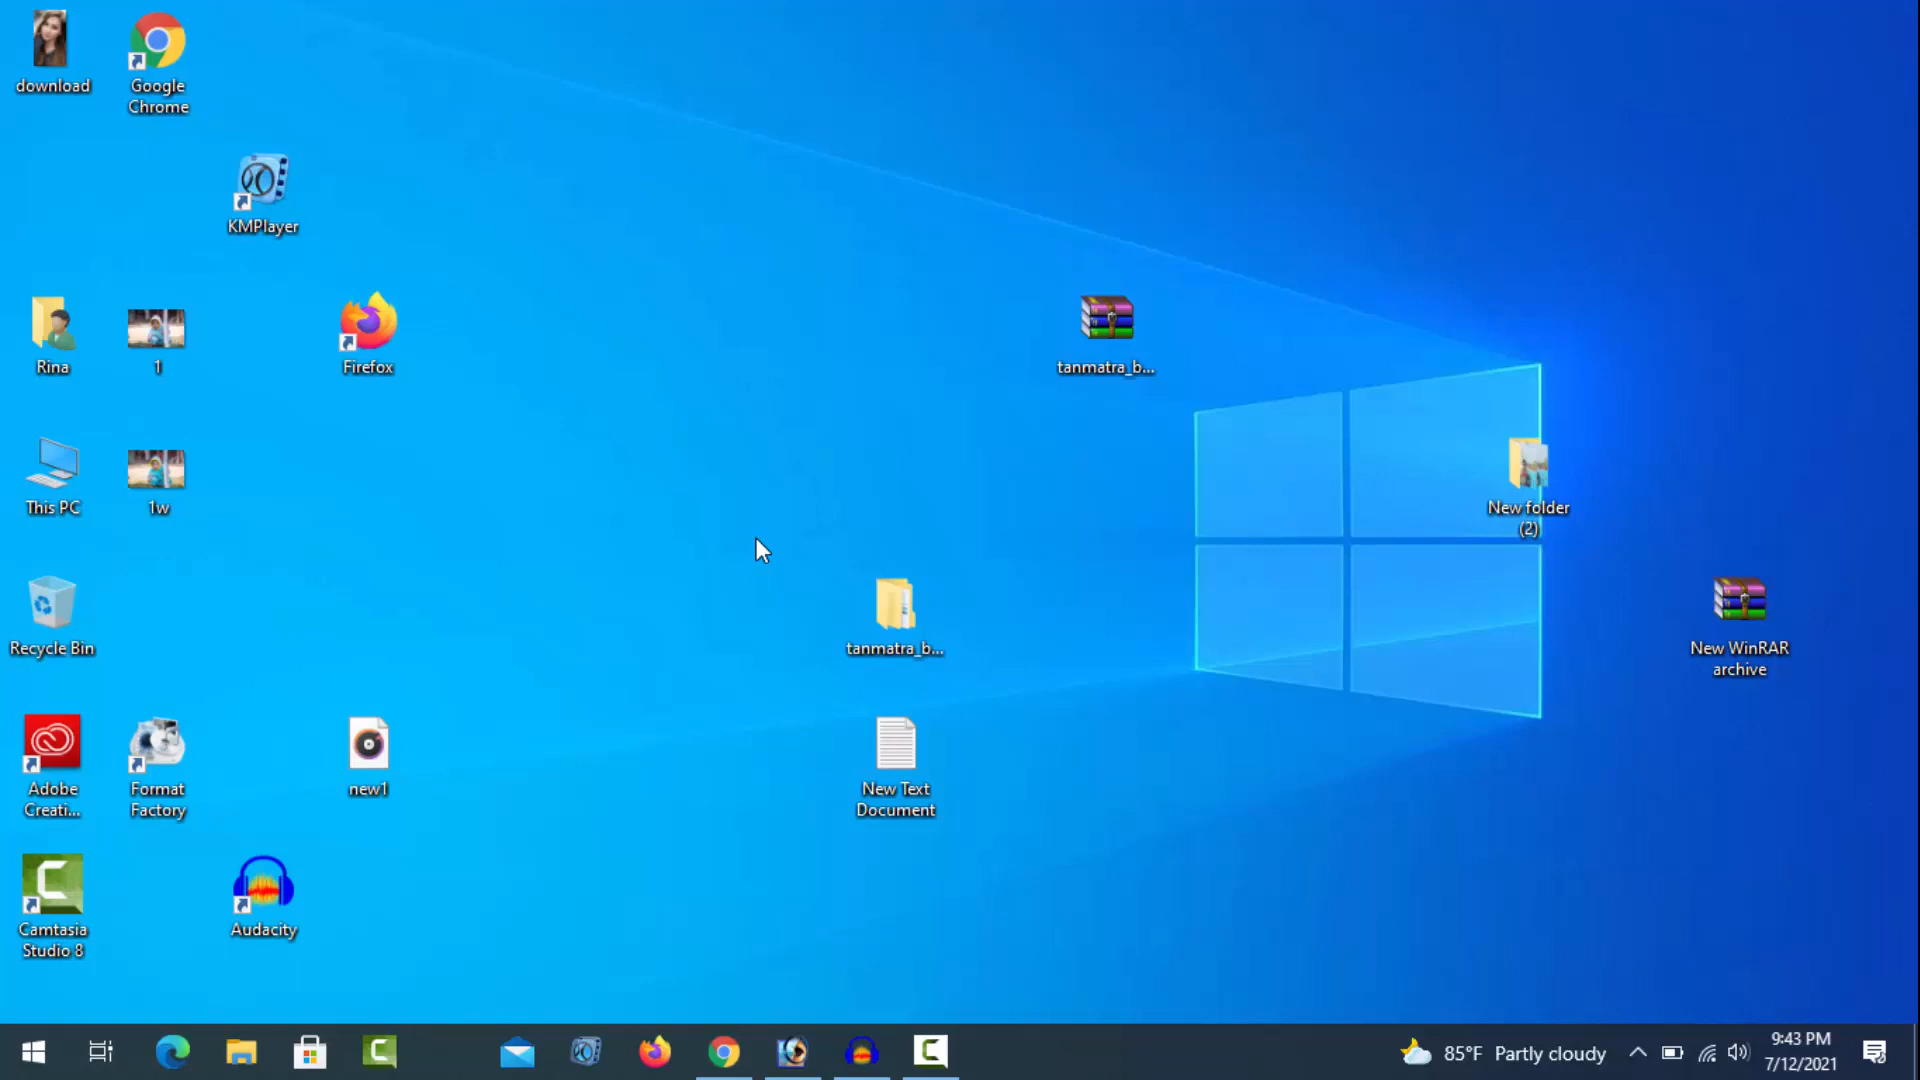 download
Google
Chrome
KMPlayer
Rina
1
Firefox
tanmatra_b...
This PC
1w
New folder
(2)
Recycle Bin
tanmatra_b...
New WinRAR
archive
Adobe
Creati...
Format
Factory
new1
New Text
Document
Camtasia
Studio 8
Audacity
85°F Partly cloudy
9:43 PM
7/12/2021